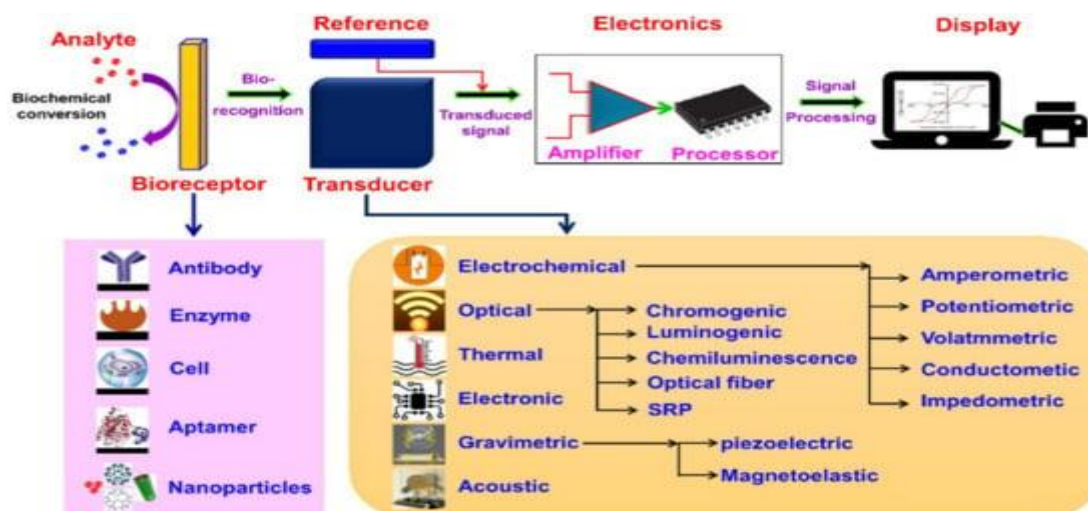 Analyte
Reference
Electronics
Display
Biochemical
conversion
Bio-
recognition
Transduced
signal
Amplifier
Processor
Signal
Processing
Bioreceptor
Transducer
Antibody
Enzyme
Cell
Aptamer
Nanoparticles
Electrochemical
Optical
Thermal
Electronic
Gravimetric
Acoustic
Chromogenic
Luminogenic
Chemiluminescence
Optical fiber
SRP
piezoelectric
Magnetoelastic
Amperometric
Potentiometric
Volatmmetric
Conductometic
Impedometric